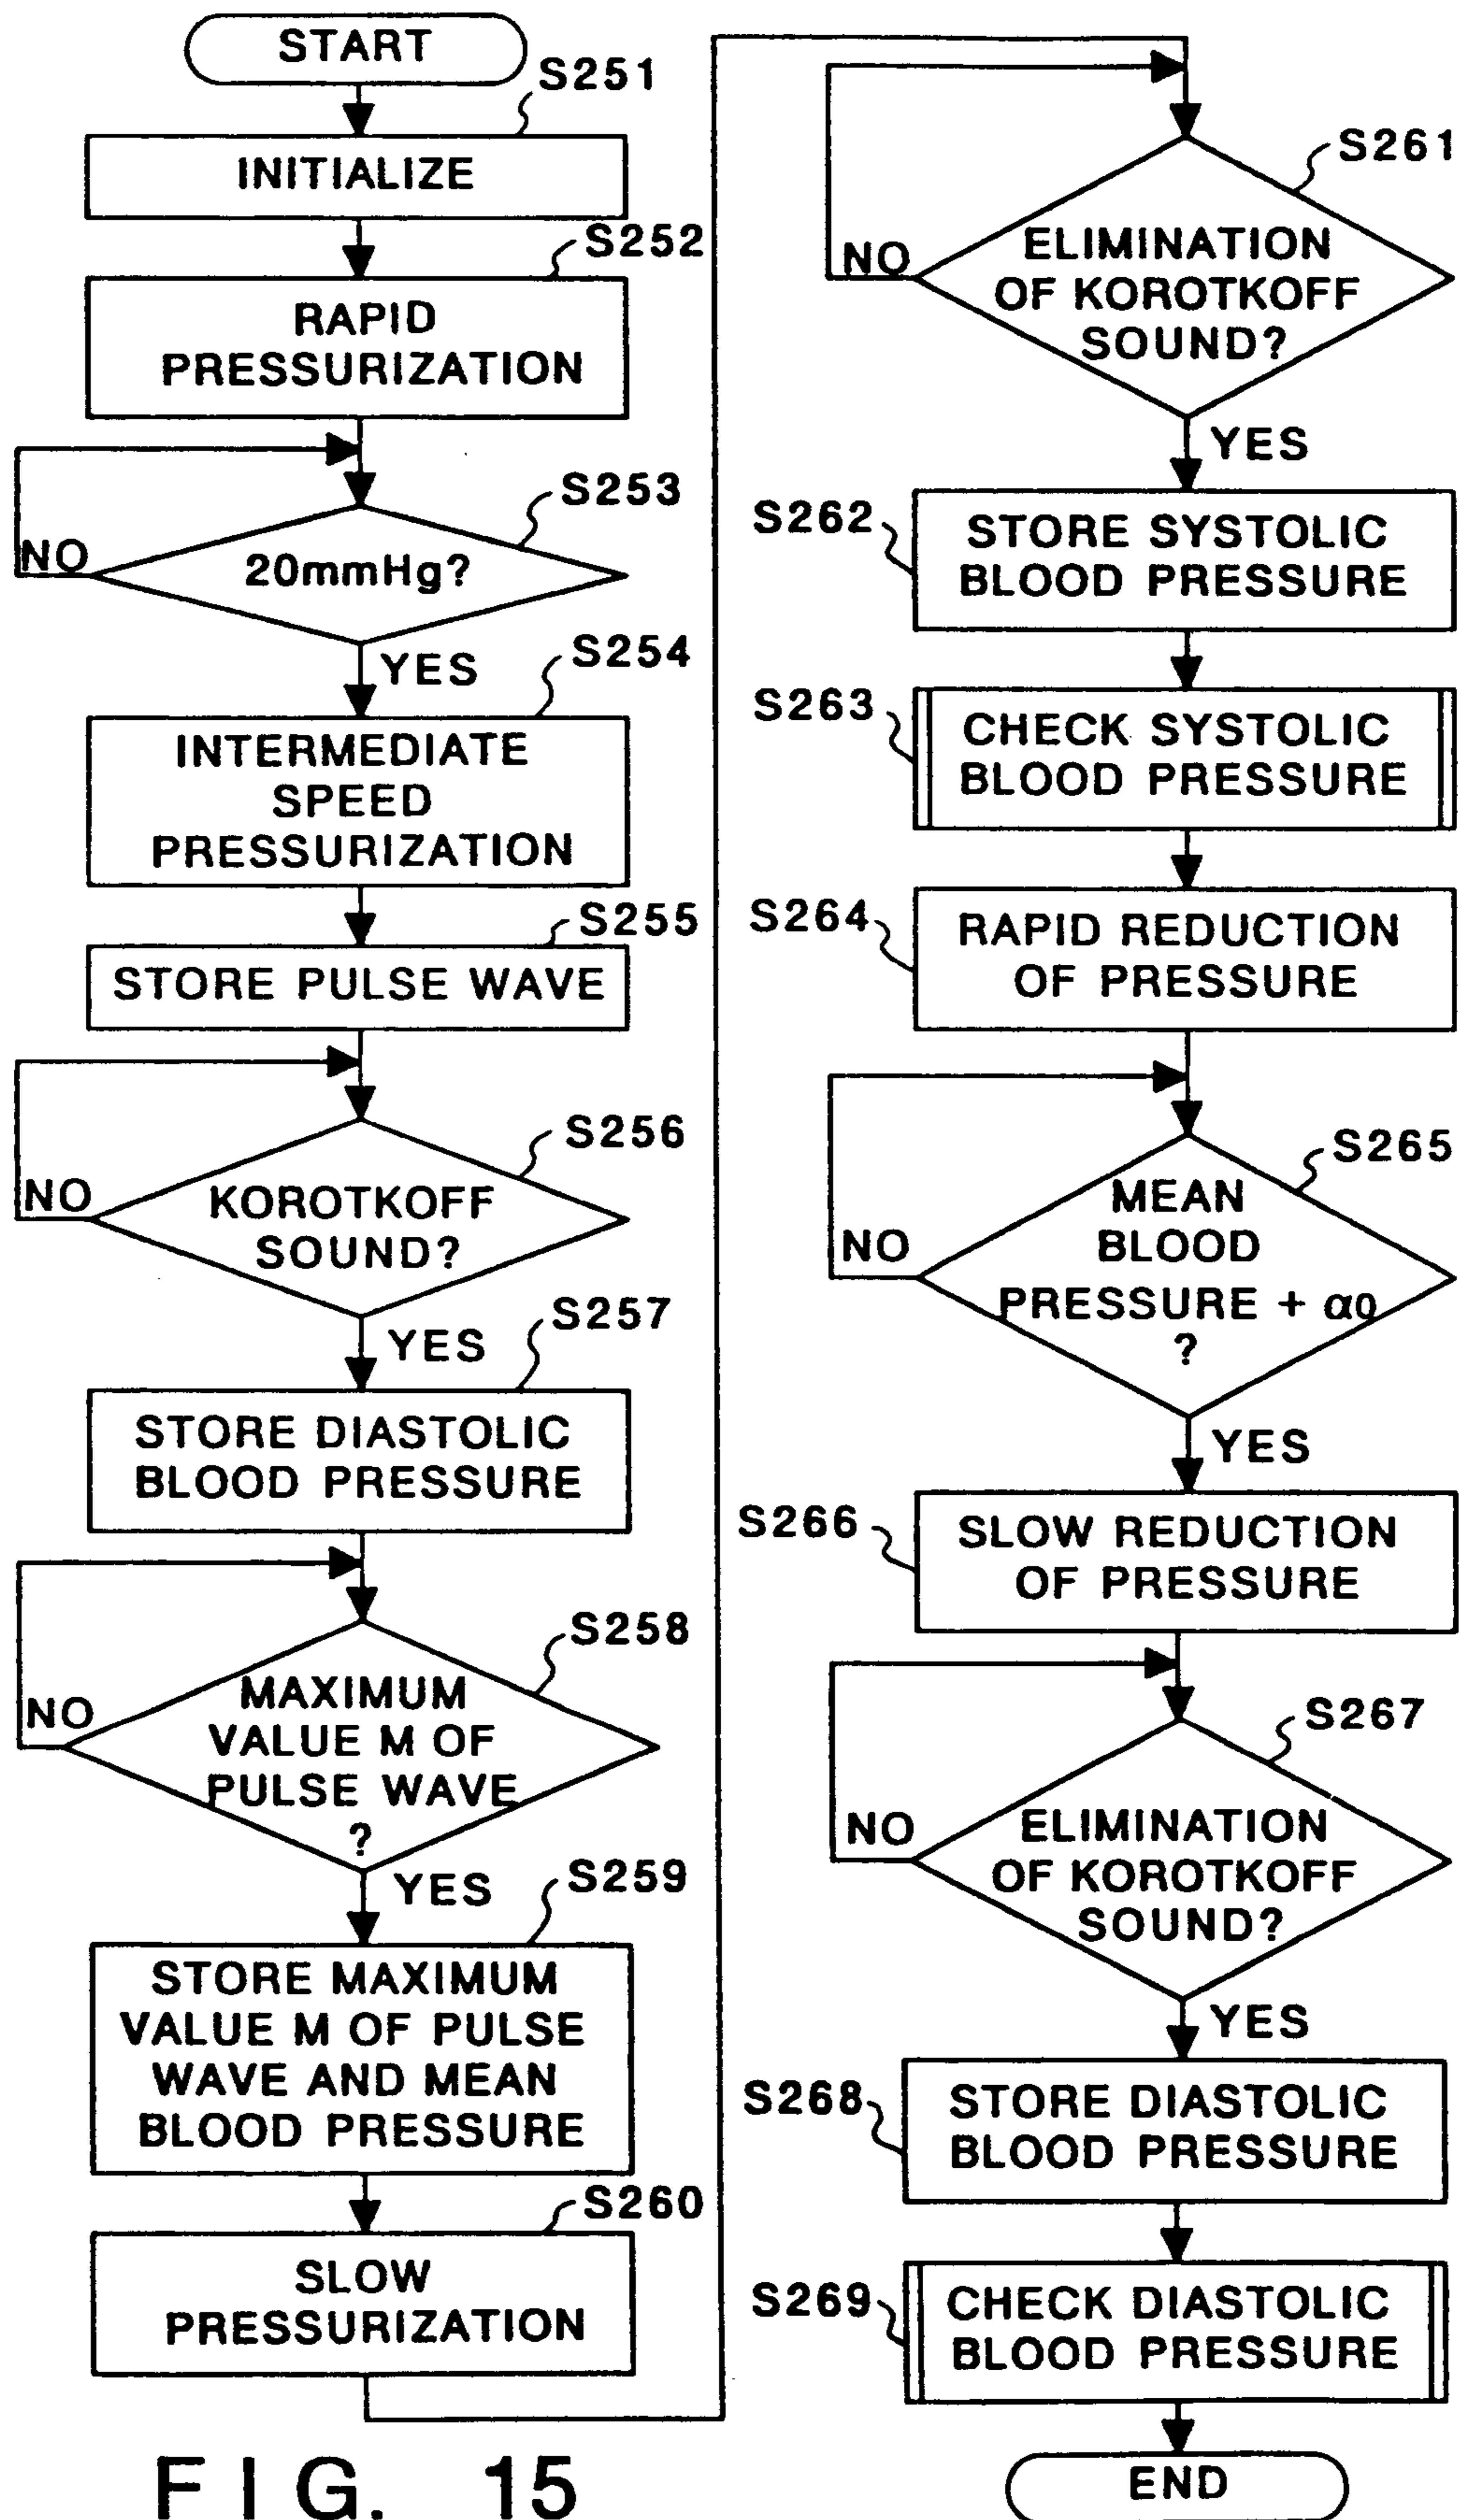 START
S251
INITIALIZE
S252
RAPID
PRESSURIZATION
S253
NO
20mmHg?
YES
S254
INTERMEDIATE
SPEED
PRESSURIZATION
S255
STORE PULSE WAVE
S256
NO
KOROTKOFF
SOUND?
YES
S257
STORE DIASTOLIC
BLOOD PRESSURE
S258
NO
MAXIMUM
VALUE M OF
PULSE WAVE
?
YES
S259
STORE MAXIMUM
VALUE M OF PULSE
WAVE AND MEAN
BLOOD PRESSURE
S260
SLOW
PRESSURIZATION
S261
NO
ELIMINATION
OF KOROTKOFF
SOUND?
YES
S262
STORE SYSTOLIC
BLOOD PRESSURE
S263
CHECK SYSTOLIC
BLOOD PRESSURE
S264
RAPID REDUCTION
OF PRESSURE
S265
NO
MEAN
BLOOD
PRESSURE + α0
?
YES
S266
SLOW REDUCTION
OF PRESSURE
S267
NO
ELIMINATION
OF KOROTKOFF
SOUND?
YES
S268
STORE DIASTOLIC
BLOOD PRESSURE
S269
CHECK DIASTOLIC
BLOOD PRESSURE
END
FIG. 15